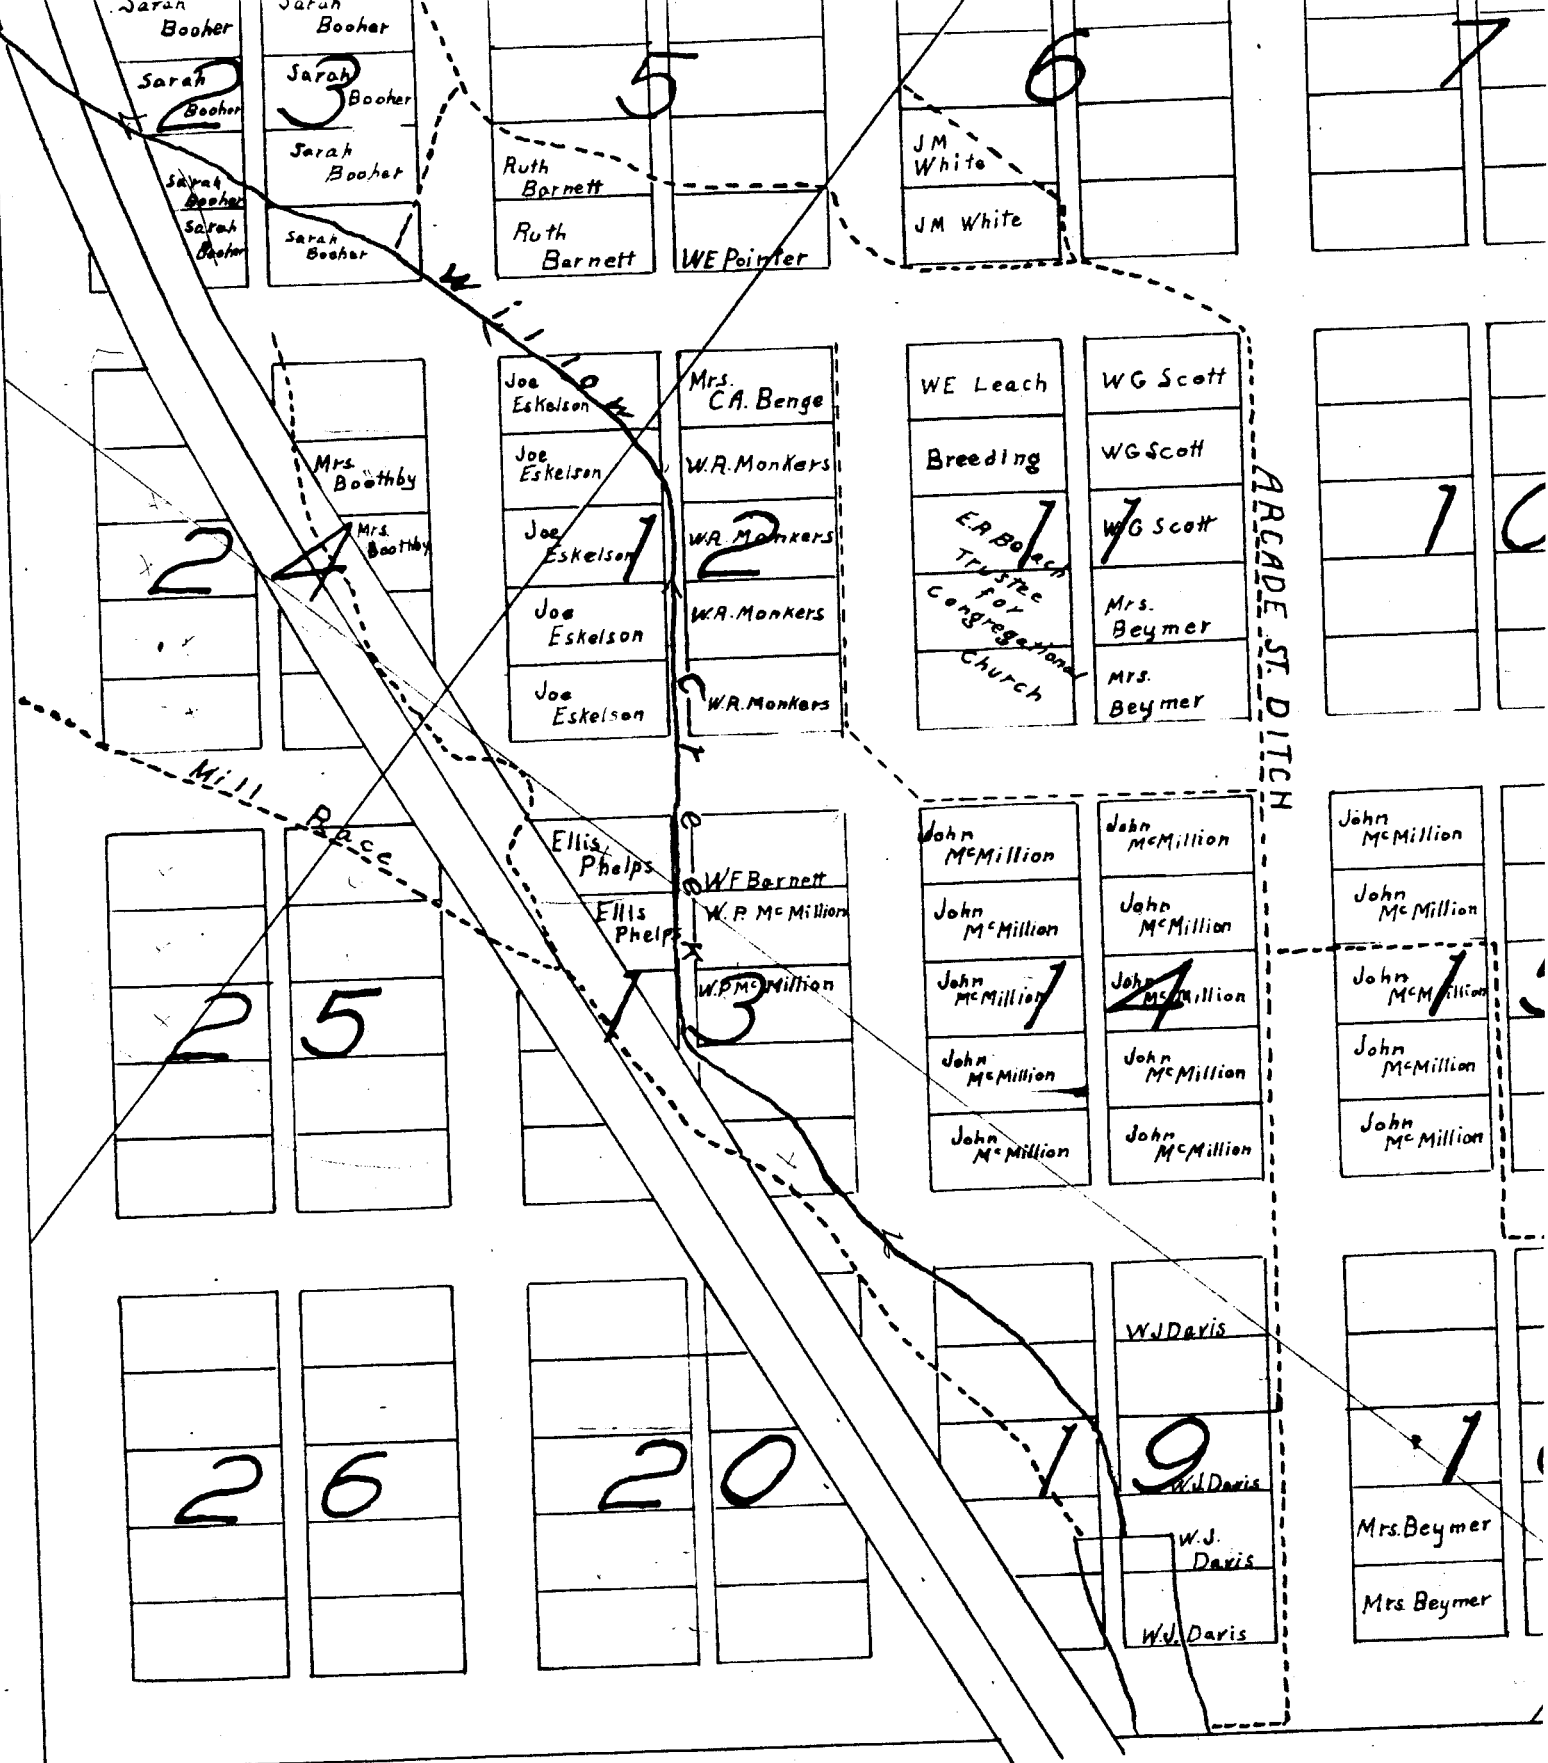 Sarah
Booher
Sarah
Booher
Sarah
Booher
2
Sarah
Booher
3
5
6
7
Sarah
Booher
Sarah
Booher
Sarah
Booher
Sarah
Booher
Ruth
Barnett
Ruth
Barnett
WE Pointer
J M
White
JM White
Willow Creek
Mrs.
Boothby
Mrs.
Boothby
24
Joe
Eskelson
Joe
Eskelson
Joe
Eskelson
Joe
Eskelson
Joe
Eskelson
12
Mrs.
C.A. Benge
W.R. Monkers
W.R. Monkers
W.R. Monkers
W.R. Monkers
WE Leach
Breeding
Trustee
for
Congregational
Church
11
W G Scott
W G Scott
W G Scott
Mrs.
Beymer
Mrs.
Beymer
ARCADE ST. DITCH
10
Mill Race
25
Ellis
Phelps
Ellis
Phelps
13
WF Barnett
W.P. McMillion
W.P. McMillion
John
McMillion
John
McMillion
John
McMillion
John
McMillion
John
McMillion
14
John
McMillion
John
McMillion
John
McMillion
John
McMillion
John
McMillion
John
McMillion
John
McMillion
John
McMillion
John
McMillion
John
McMillion
1
26
20
19
W J Davis
W.J. Davis
W.J.
Davis
W.J. Davis
1
Mrs. Beymer
Mrs. Beymer